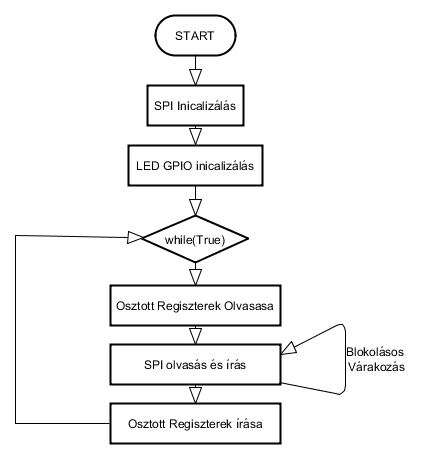 START
SPI Inicalizálás
LED GPIO inicalizálás
while(True)
Osztott Regiszterek Olvasasa
SPI olvasás és írás
Blokolásos
Várakozás
Osztott Regiszterek írása